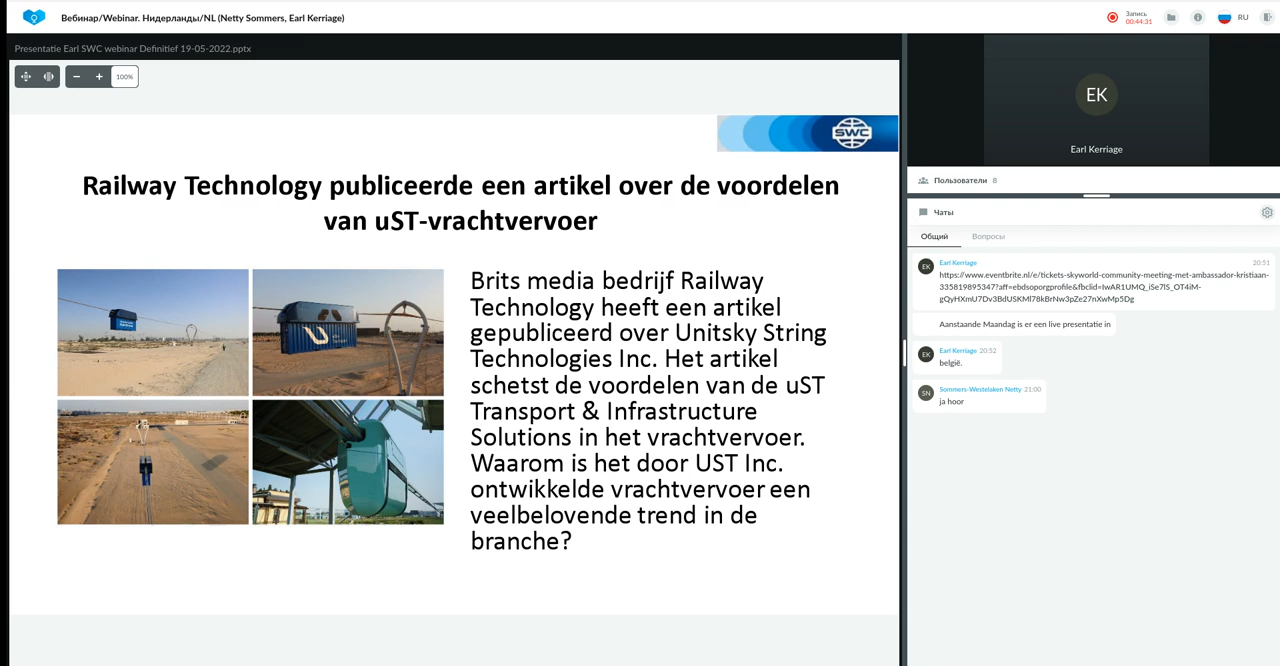 Вебинар/Webinar. Нидерланды/NL (Netty Sommers, Earl Kerriage)
Запись
00:44:31
RU
Presentatie Earl SWC webinar Definitief 19-05-2022.pptx
100%
SWC
Railway Technology publiceerde een artikel over de voordelen
van uST-vrachtvervoer
Brits media bedrijf Railway
Technology heeft een artikel
gepubliceerd over Unitsky String
Technologies Inc. Het artikel
schetst de voordelen van de uST
Transport & Infrastructure
Solutions in het vrachtvervoer.
Waarom is het door UST Inc.
ontwikkelde vrachtvervoer een
veelbelovende trend in de
branche?
EK
Earl Kerriage
Пользователи 8
Чаты
Общий Вопросы
EK
Earl Kerriage 20:51
https://www.eventbrite.nl/e/tickets-skyworld-community-meeting-met-ambassador-kristiaan-
335819895347?aff=ebdsoporgprofile&fbclid=IwAR1UMQ_iSe7lS_OT4iM-
gQyHXmU7Dv3BdUSKMl78kBrNw3pZe27nXwMp5Dg
Aanstaande Maandag is er een live presentatie in
EK
Earl Kerriage 20:52
belgië.
SN
Sommers-Westelaken Netty 21:00
ja hoor